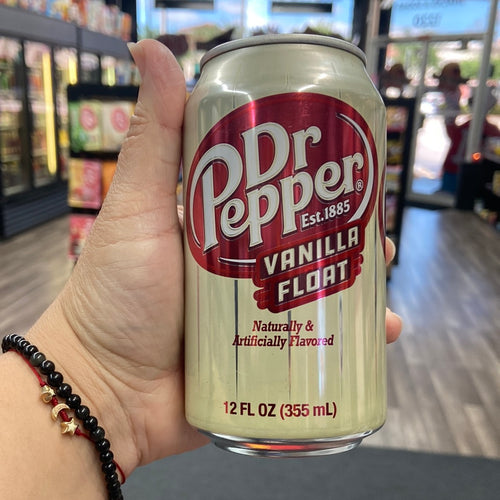 Dr
Pepper®
Est.1885
VANILLA
FLOAT
Naturally &
Artificially Flavored
12 FL OZ (355 mL)